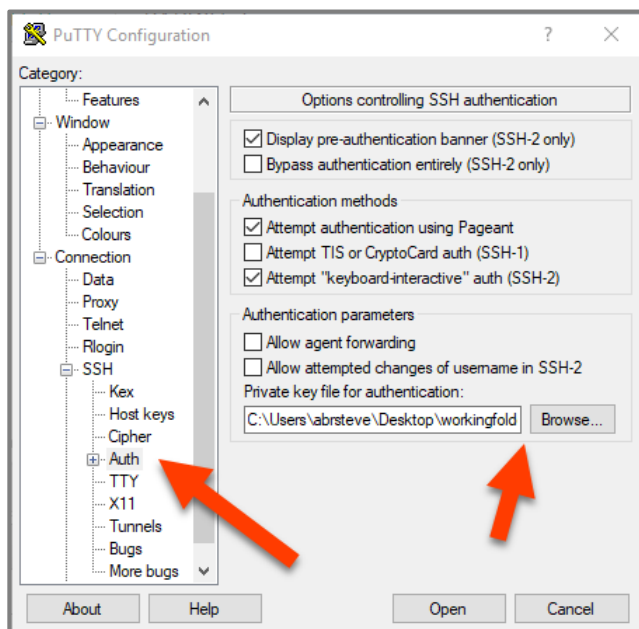 PuTTY Configuration
Category:
Features
Window
Appearance
Behaviour
Translation
Selection
Colours
Connection
Data
Proxy
Telnet
Rlogin
SSH
Kex
Host keys
Cipher
Auth
TTY
X11
Tunnels
Bugs
More bugs
Options controlling SSH authentication
Display pre-authentication banner (SSH-2 only)
Bypass authentication entirely (SSH-2 only)
Authentication methods
Attempt authentication using Pageant
Attempt TIS or CryptoCard auth (SSH-1)
Attempt "keyboard-interactive" auth (SSH-2)
Authentication parameters
Allow agent forwarding
Allow attempted changes of username in SSH-2
Private key file for authentication:
C:\Users\abrsteve\Desktop\workingfold Browse...
About Help Open Cancel